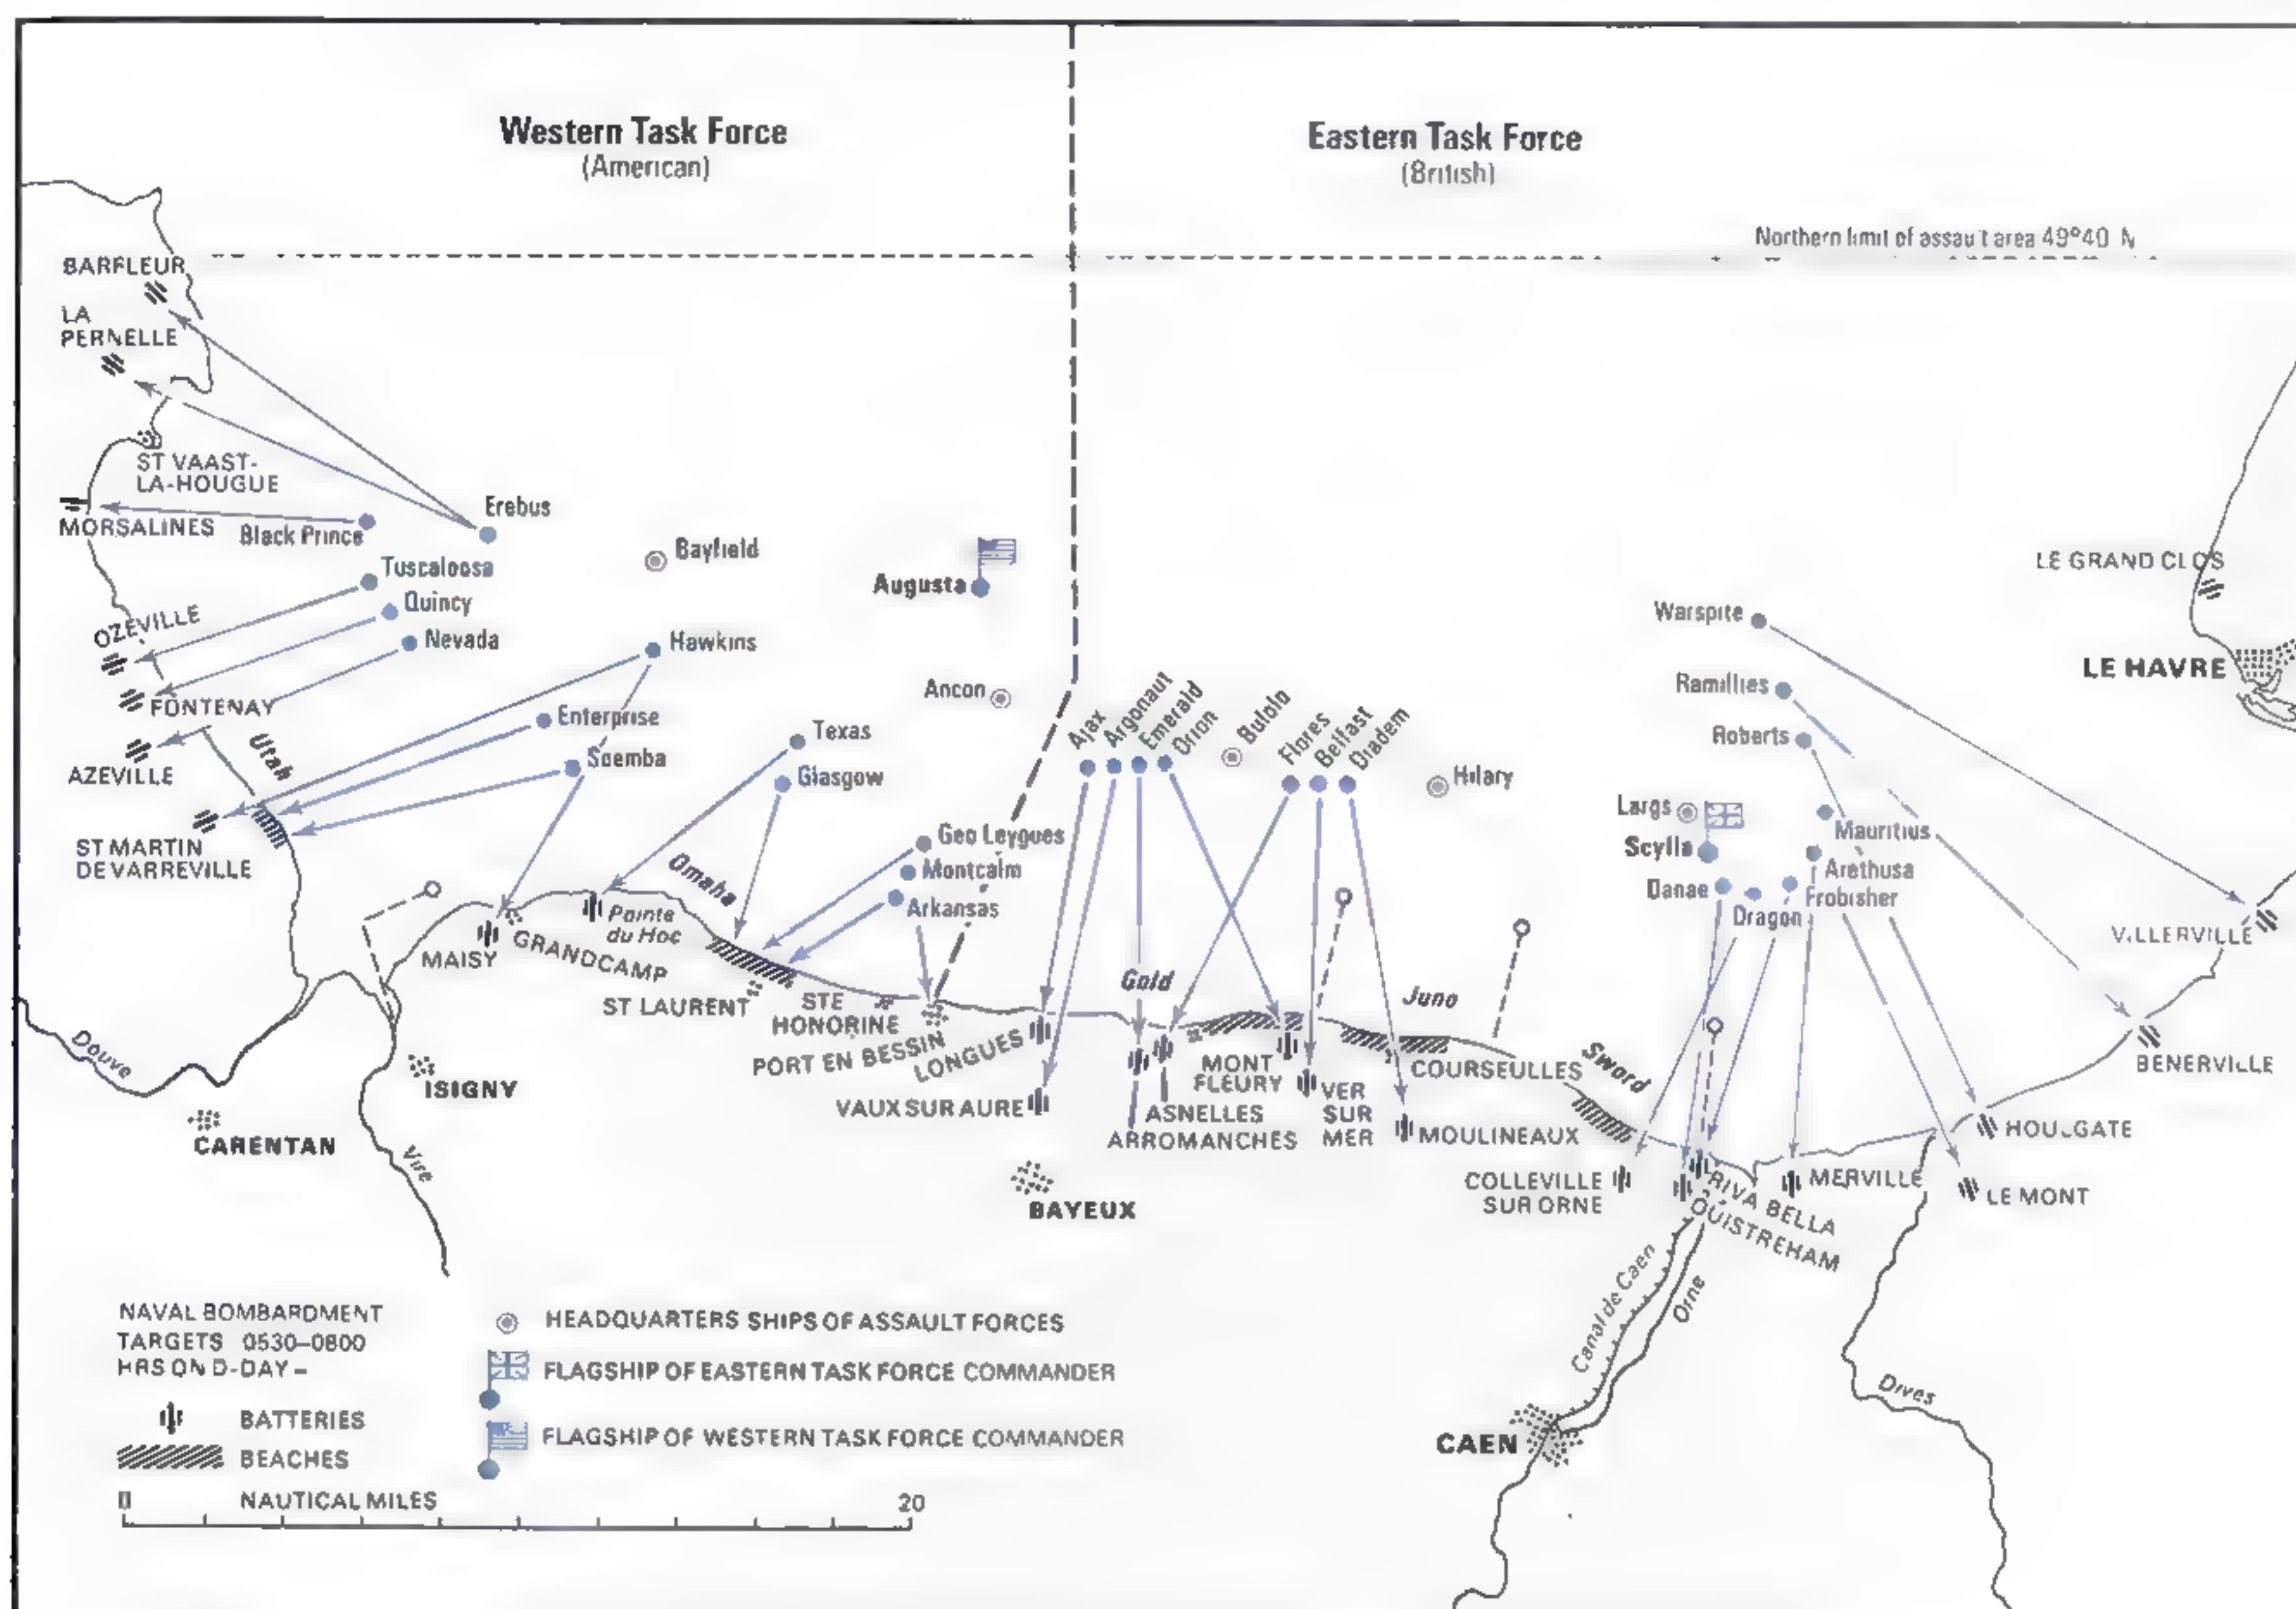 Western Task Force
(American)
Eastern Task Force
(British)
Northern limit of assault area 49°40 N
BARFLEUR
LA
PERNELLE
ST VAAST-
LA-HOUGUE
MORSALINES
Black Prince
Erebus
Tuscaloosa
Quincy
Nevada
OZEVILLE
FONTENAY
AZEVILLE
Utah
ST MARTIN
DE VARREVILLE
Bayfield
Augusta
Hawkins
Ancon
Enterprise
Soemba
Texas
Glasgow
Geo Leygues
Montcalm
Arkansas
Omaha
Pointe
du Hoc
MAISY
GRANDCAMP
ST LAURENT
STE
HONORINE
PORT EN BESSIN
LONGUES
VAUX SUR AURE
Ajax
Argonaut
Emerald
Orion
Bulolo
Flores
Belfast
Diadem
Hilary
Gold
Juno
Sword
MONT
FLEURY
ASNELLES
ARROMANCHES
VER
SUR
MER
COURSEULLES
MOULINEAUX
Warspite
Ramillies
Roberts
Largs
Scylla
Mauritius
Arethusa
Danae
Dragon
Frobisher
LE GRAND CLOS
LE HAVRE
VILLERVILLE
BENERVILLE
HOULGATE
LE MONT
MERVILLE
COLLEVILLE
SUR ORNE
RIVA BELLA
OUISTREHAM
Canal de Caen
Orne
Dives
CAEN
BAYEUX
Douve
CARENTAN
ISIGNY
Vire
NAVAL BOMBARDMENT
TARGETS 0530–0800
HRS ON D-DAY –
BATTERIES
BEACHES
0 NAUTICAL MILES 20
HEADQUARTERS SHIPS OF ASSAULT FORCES
FLAGSHIP OF EASTERN TASK FORCE COMMANDER
FLAGSHIP OF WESTERN TASK FORCE COMMANDER